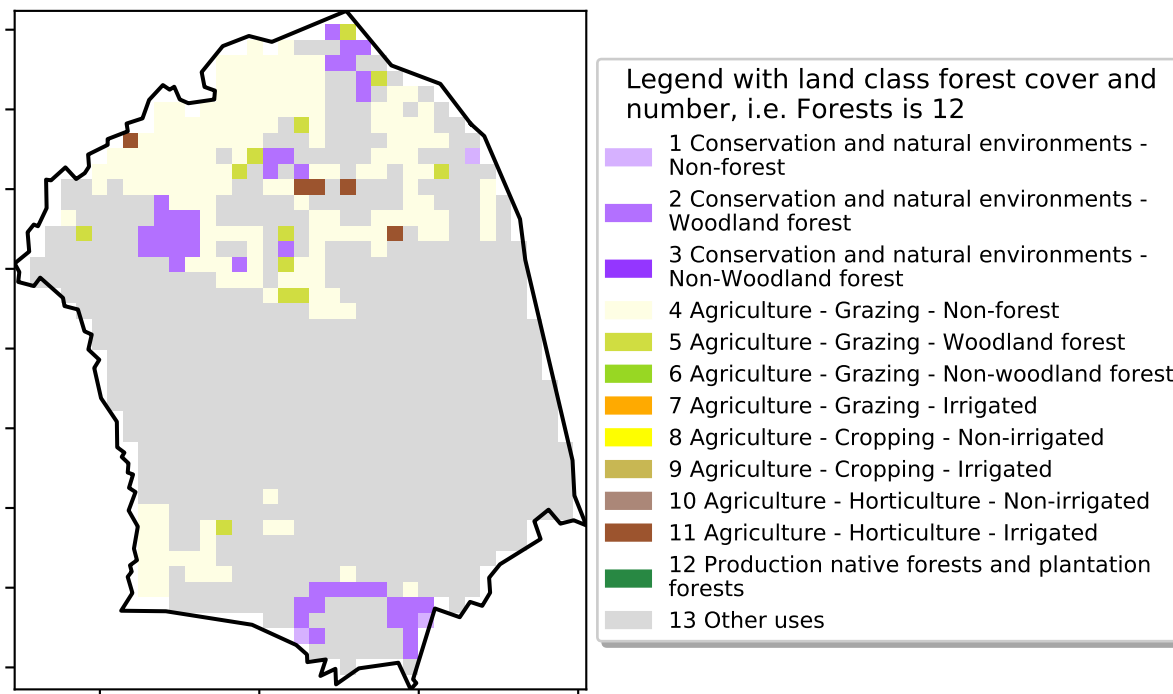 Legend with land class forest cover and
number, i.e. Forests is 12
1 Conservation and natural environments -
Non-forest
2 Conservation and natural environments -
Woodland forest
3 Conservation and natural environments -
Non-Woodland forest
4 Agriculture - Grazing - Non-forest
5 Agriculture - Grazing - Woodland forest
6 Agriculture - Grazing - Non-woodland forest
7 Agriculture - Grazing - Irrigated
8 Agriculture - Cropping - Non-irrigated
9 Agriculture - Cropping - Irrigated
10 Agriculture - Horticulture - Non-irrigated
11 Agriculture - Horticulture - Irrigated
12 Production native forests and plantation
forests
13 Other uses